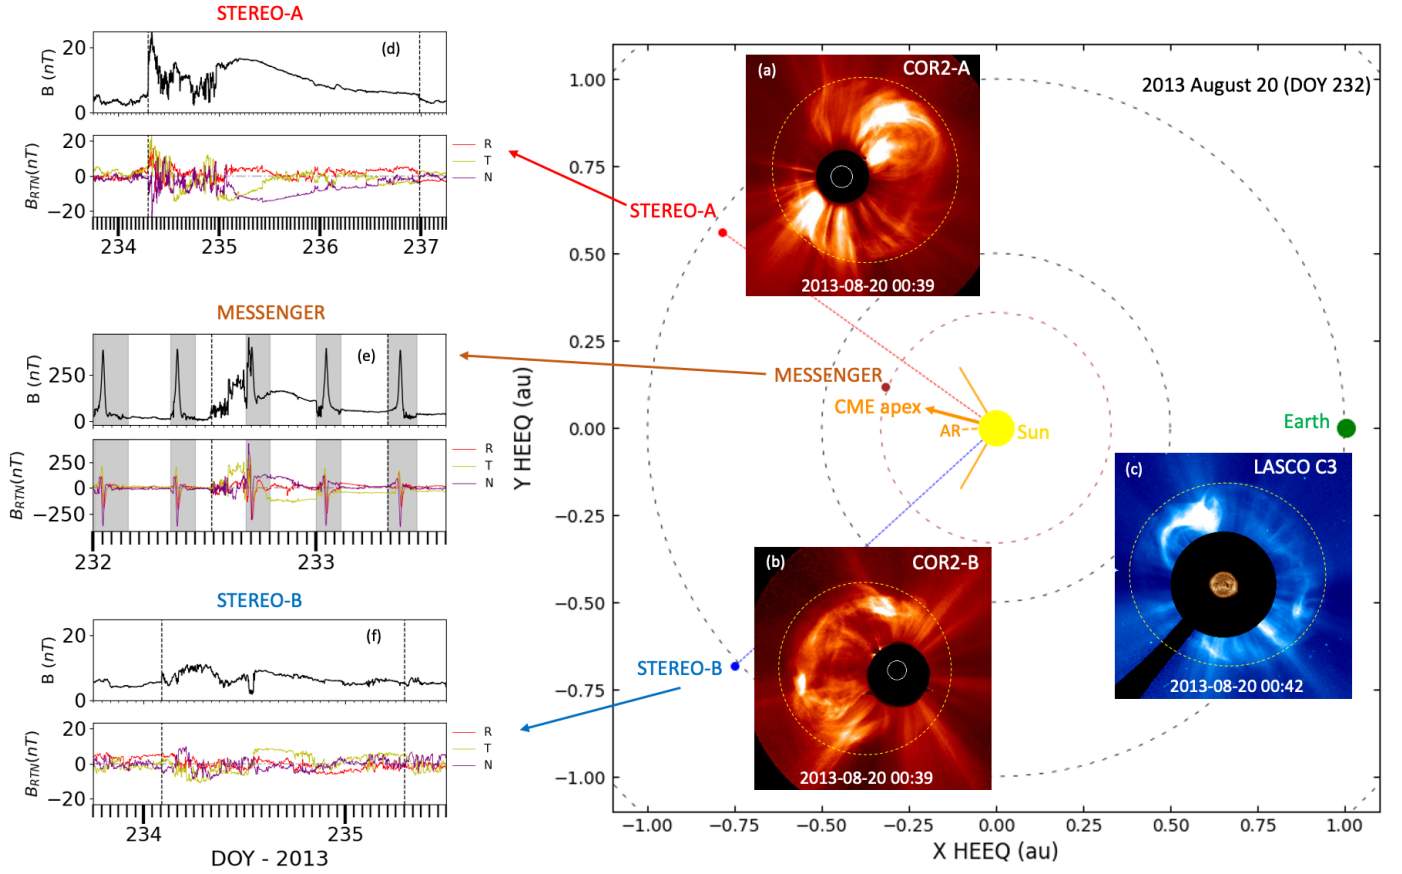 STEREO-A
B (nT)
20
0
(d)
B_RTN(nT)
20
0
−20
R
T
N
234
235
236
237
MESSENGER
B (nT)
250
0
(e)
B_RTN(nT)
250
0
−250
R
T
N
232
233
STEREO-B
B (nT)
20
0
(f)
B_RTN(nT)
20
0
−20
R
T
N
234
235
DOY - 2013
2013 August 20 (DOY 232)
(a)
COR2-A
2013-08-20 00:39
STEREO-A
MESSENGER
CME apex
AR
Sun
Earth
(c)
LASCO C3
2013-08-20 00:42
STEREO-B
(b)
COR2-B
2013-08-20 00:39
Y HEEQ (au)
1.00
0.75
0.50
0.25
0.00
−0.25
−0.50
−0.75
−1.00
−1.00
−0.75
−0.50
−0.25
0.00
0.25
0.50
0.75
1.00
X HEEQ (au)